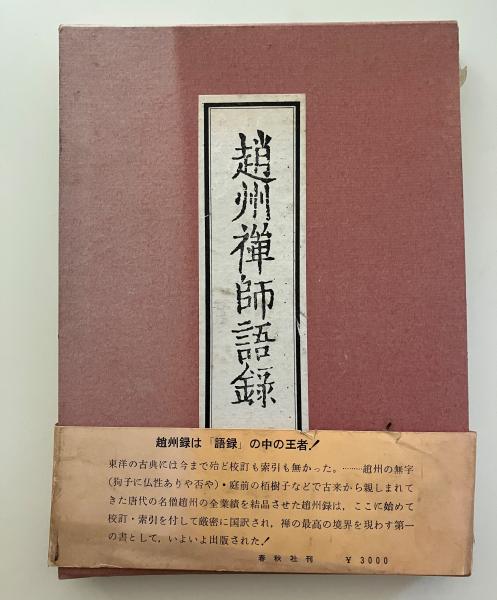 趙州禅師語録
趙州録は「語録」の中の王者!
東洋の古典には今まで殆ど校訂も索引も無かった。………趙州の無字
(狗子に仏性ありや否や)・庭前の栢樹子などで古来から親しまれて
きた唐代の名僧趙州の全業績を結晶させた趙州録は,ここに始めて
校訂・索引を付して厳密に国訳され,禅の最高の境界を現わす第一
の書として,いよいよ出版された!
春秋社刊 ¥3000